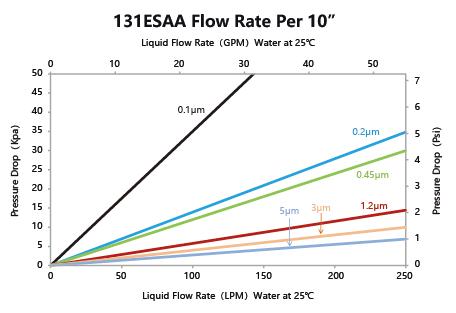 131ESAA Flow Rate Per 10”
Liquid Flow Rate（GPM）Water at 25℃
0 10 20 30 40 50
50
45
40
35
30
25
20
15
10
5
0
Pressure Drop（Kpa）
0.1μm
0.2μm
0.45μm
1.2μm
3μm
5μm
7
6
5
4
3
2
1
0
Pressure Drop（Psi）
0 50 100 150 200 250
Liquid Flow Rate（LPM）Water at 25℃